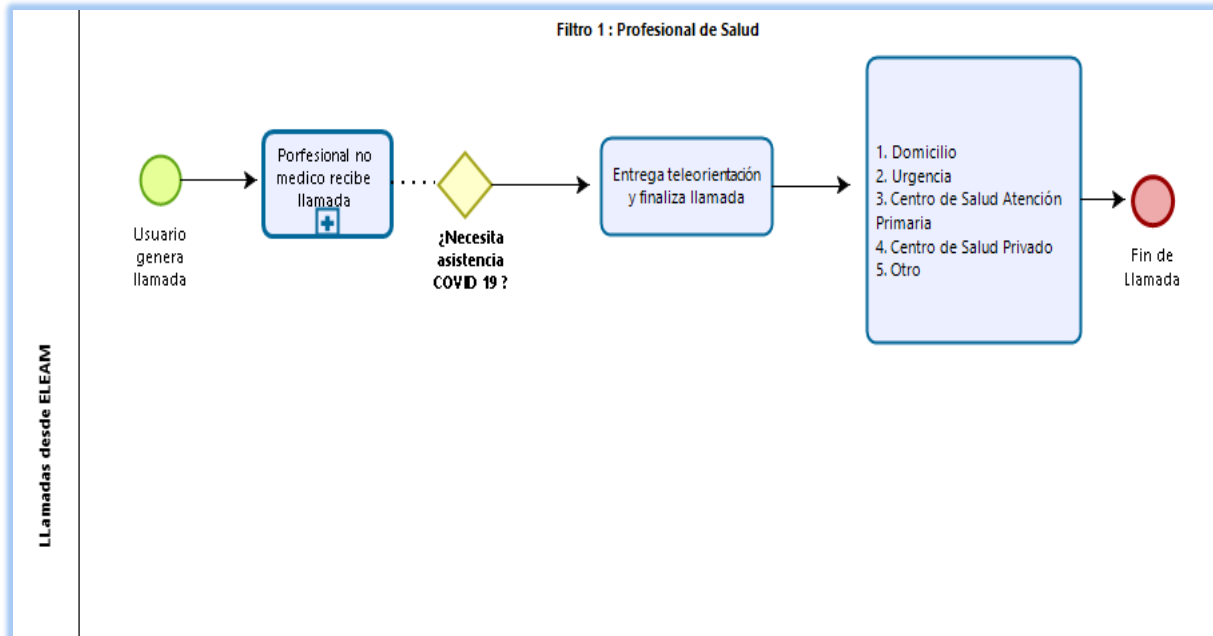 Filtro 1 : Profesional de Salud
Usuario
genera
llamada
Porfesional no
medico recibe
llamada
¿Necesita
asistencia
COVID 19 ?
Entrega teleorientación
y finaliza llamada
1. Domicilio
2. Urgencia
3. Centro de Salud Atención
Primaria
4. Centro de Salud Privado
5. Otro
Fin de
Llamada
LLamadas desde ELEAM